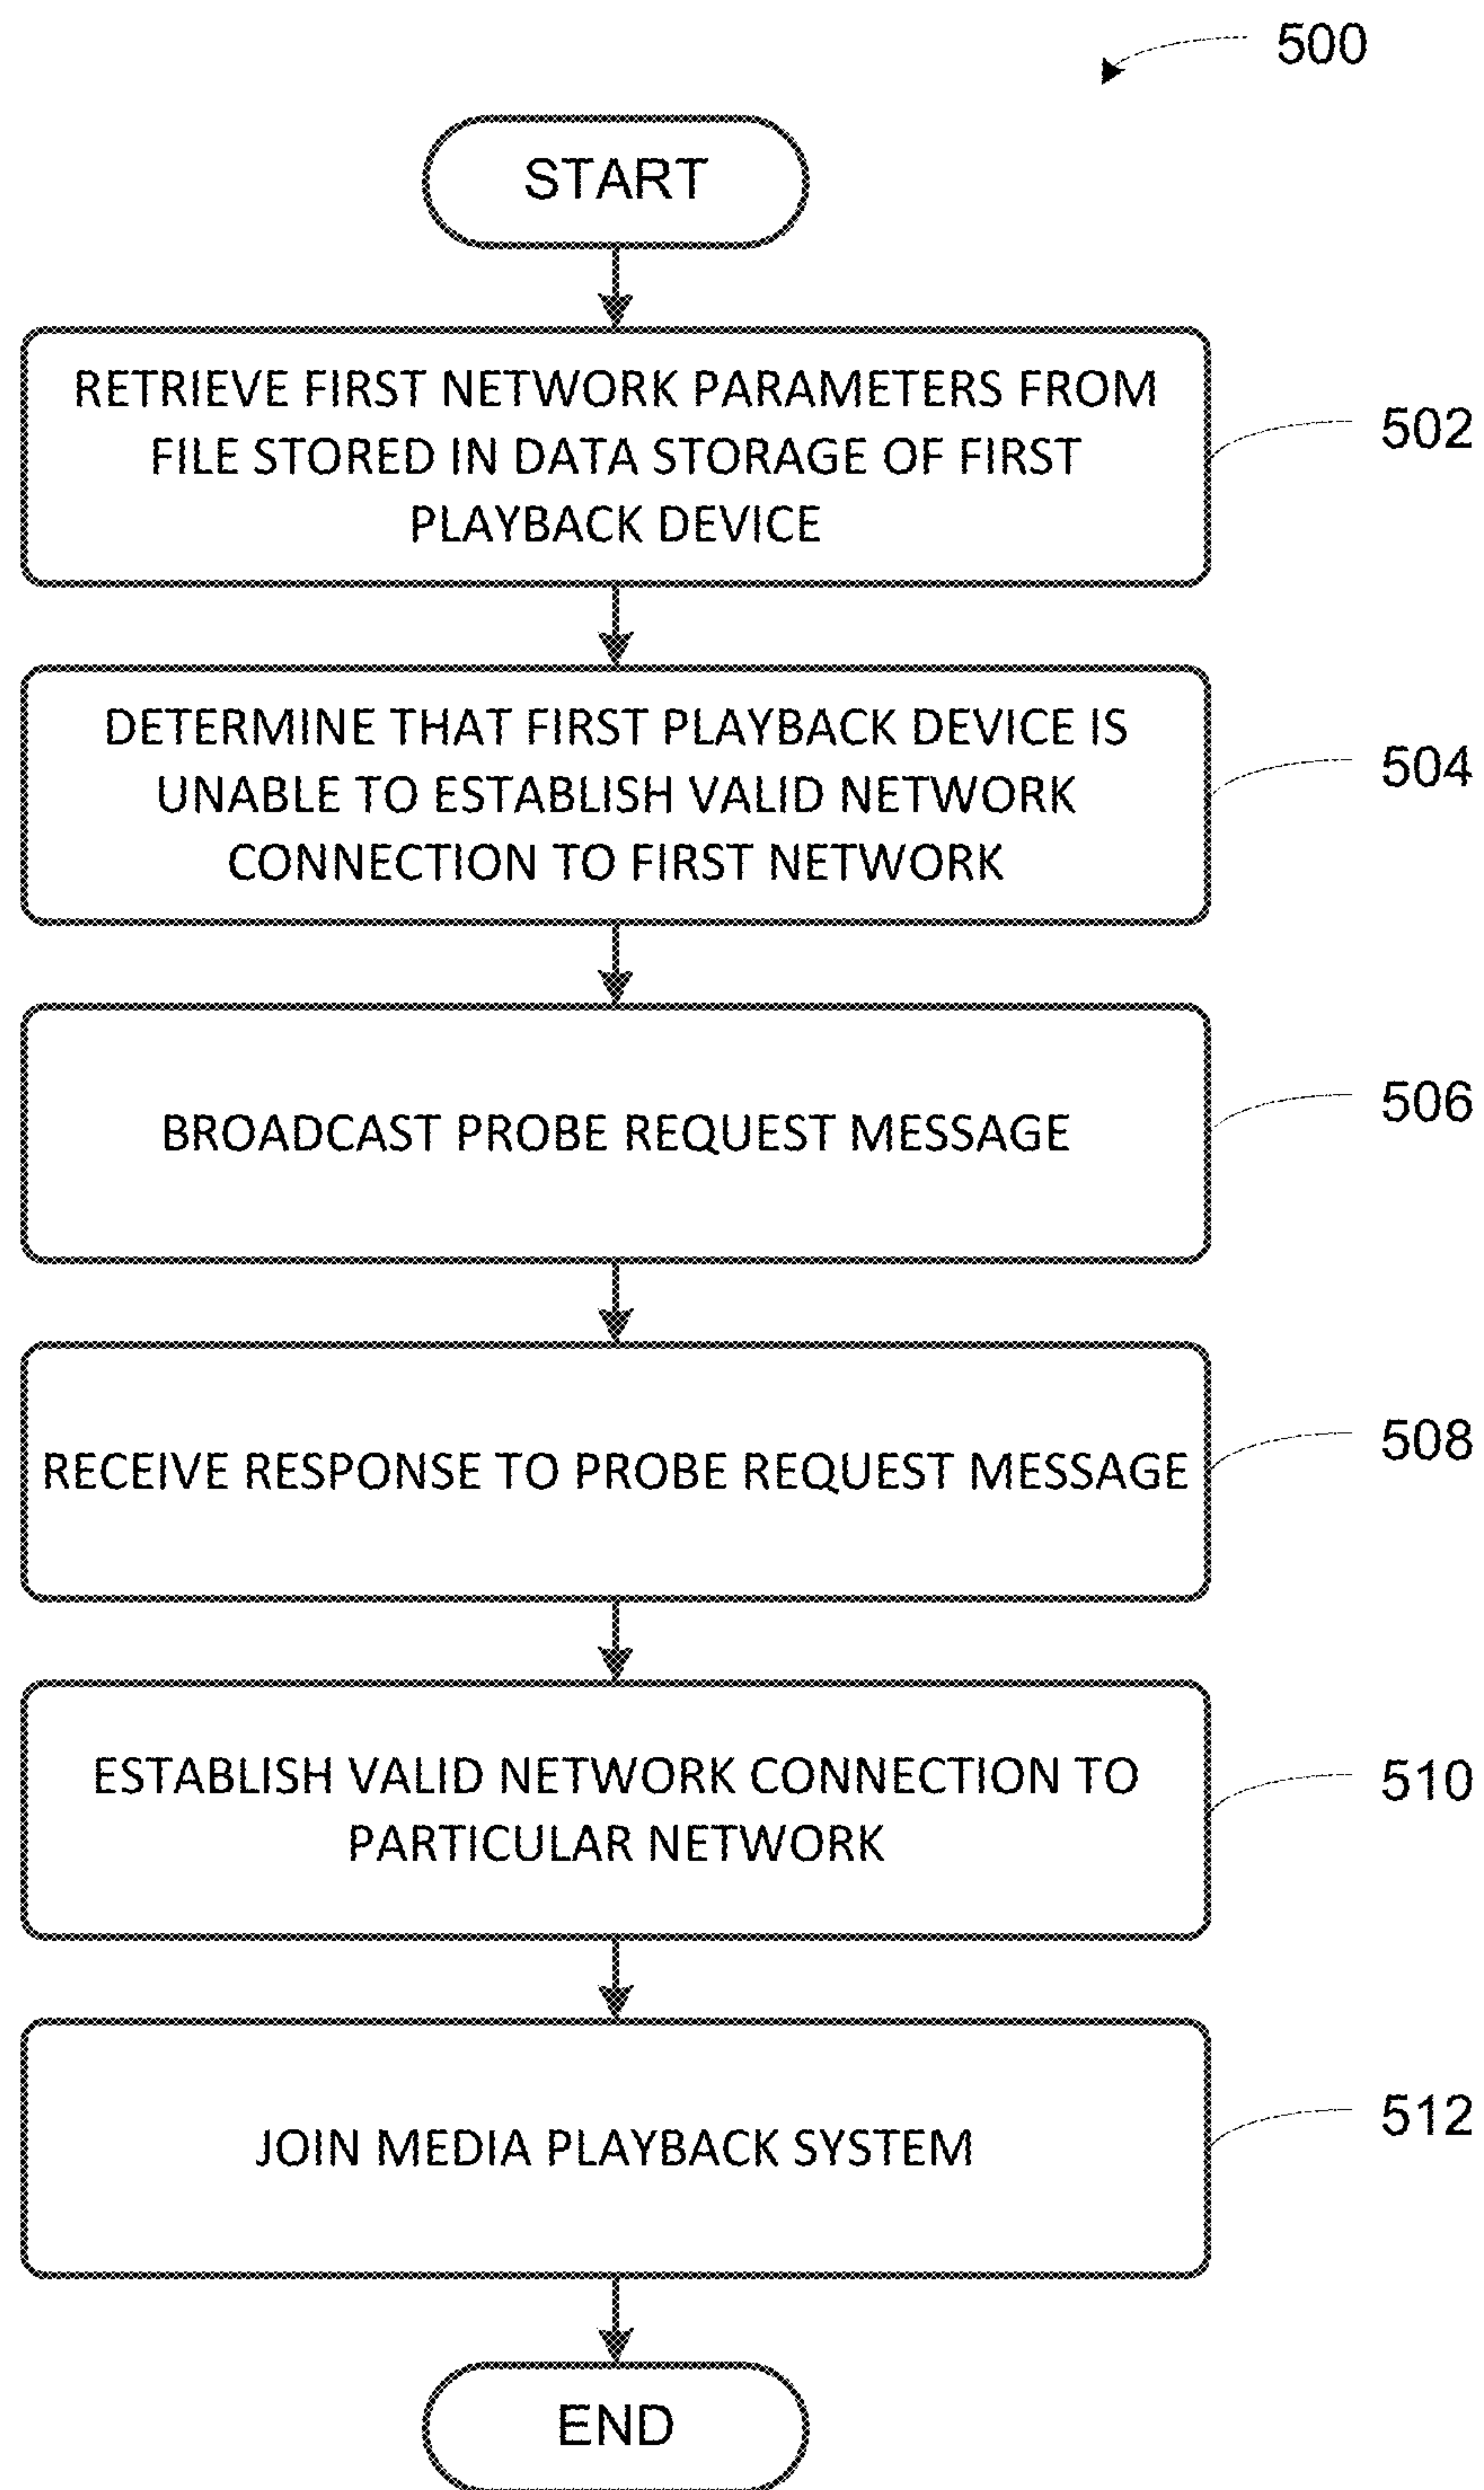 500
START
RETRIEVE FIRST NETWORK PARAMETERS FROM
FILE STORED IN DATA STORAGE OF FIRST
PLAYBACK DEVICE
502
DETERMINE THAT FIRST PLAYBACK DEVICE IS
UNABLE TO ESTABLISH VALID NETWORK
CONNECTION TO FIRST NETWORK
504
BROADCAST PROBE REQUEST MESSAGE
506
RECEIVE RESPONSE TO PROBE REQUEST MESSAGE
508
ESTABLISH VALID NETWORK CONNECTION TO
PARTICULAR NETWORK
510
JOIN MEDIA PLAYBACK SYSTEM
512
END